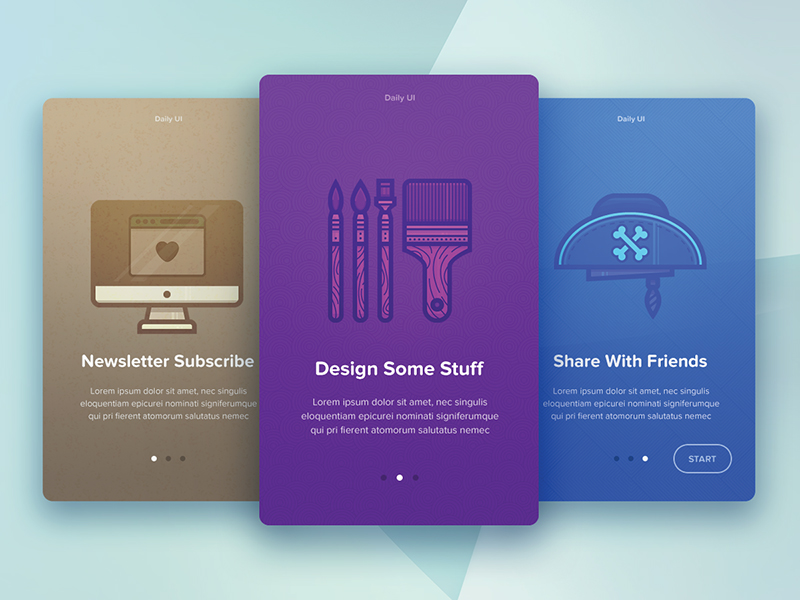 Daily UI
Newsletter Subscribe
Lorem ipsum dolor sit amet, nec singulis
eloquentiam epicurei corrumpit signiferumque
qui pri fierent atomorum salutatus nemec
Daily UI
Design Some Stuff
Lorem ipsum dolor sit amet, nec singulis
eloquentiam epicurei omittanti signiferumque
qui pri fierent atomorum salutatus nemec
Daily UI
Share With Friends
Lorem ipsum dolor sit amet, nec singulis
eloquentiam epicurei omittanti signiferumque
qui pri fierent atomorum salutatus nemec
START